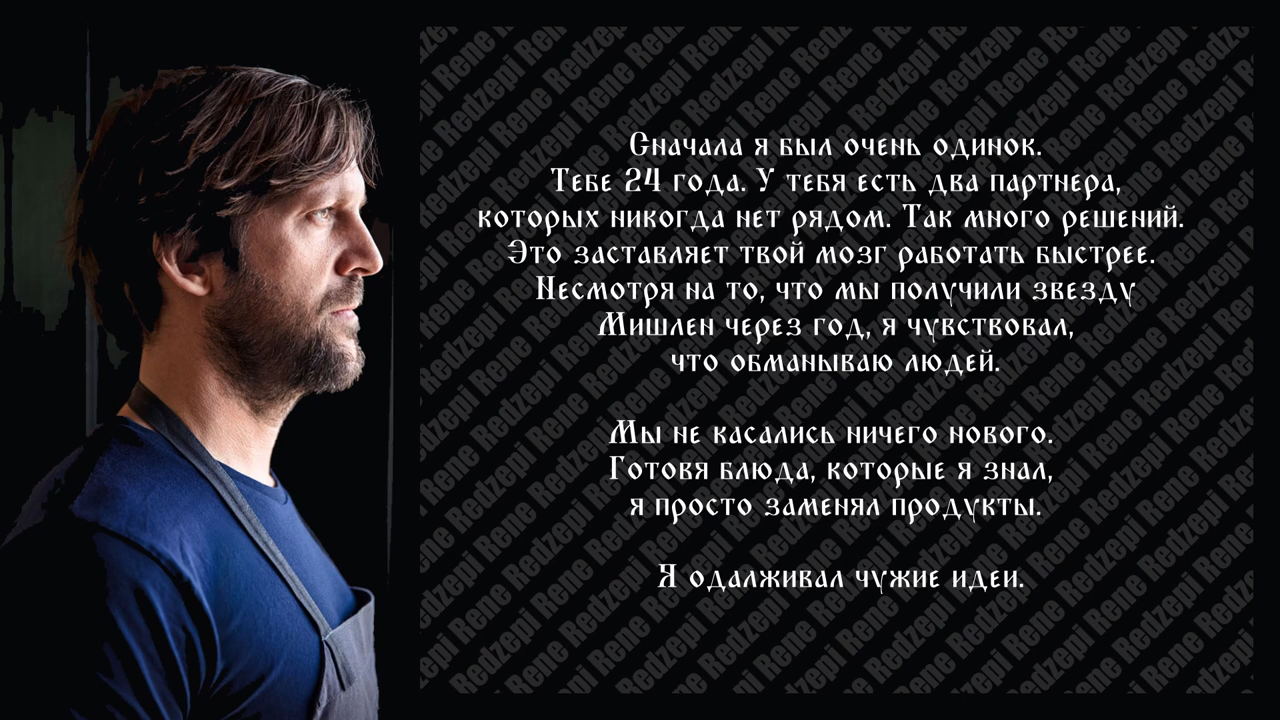 Сначала я был очень одинок.
Тебе 24 года. У тебя есть два партнера,
которых никогда нет рядом. Так много решений.
Это заставляет твой мозг работать быстрее.
Несмотря на то, что мы получили звезду
Мишлен через год, я чувствовал,
что обманываю людей.
Мы не касались ничего нового.
Готовя блюда, которые я знал,
я просто заменял продукты.
Я одалживал чужие идеи.
Rene Redzepi